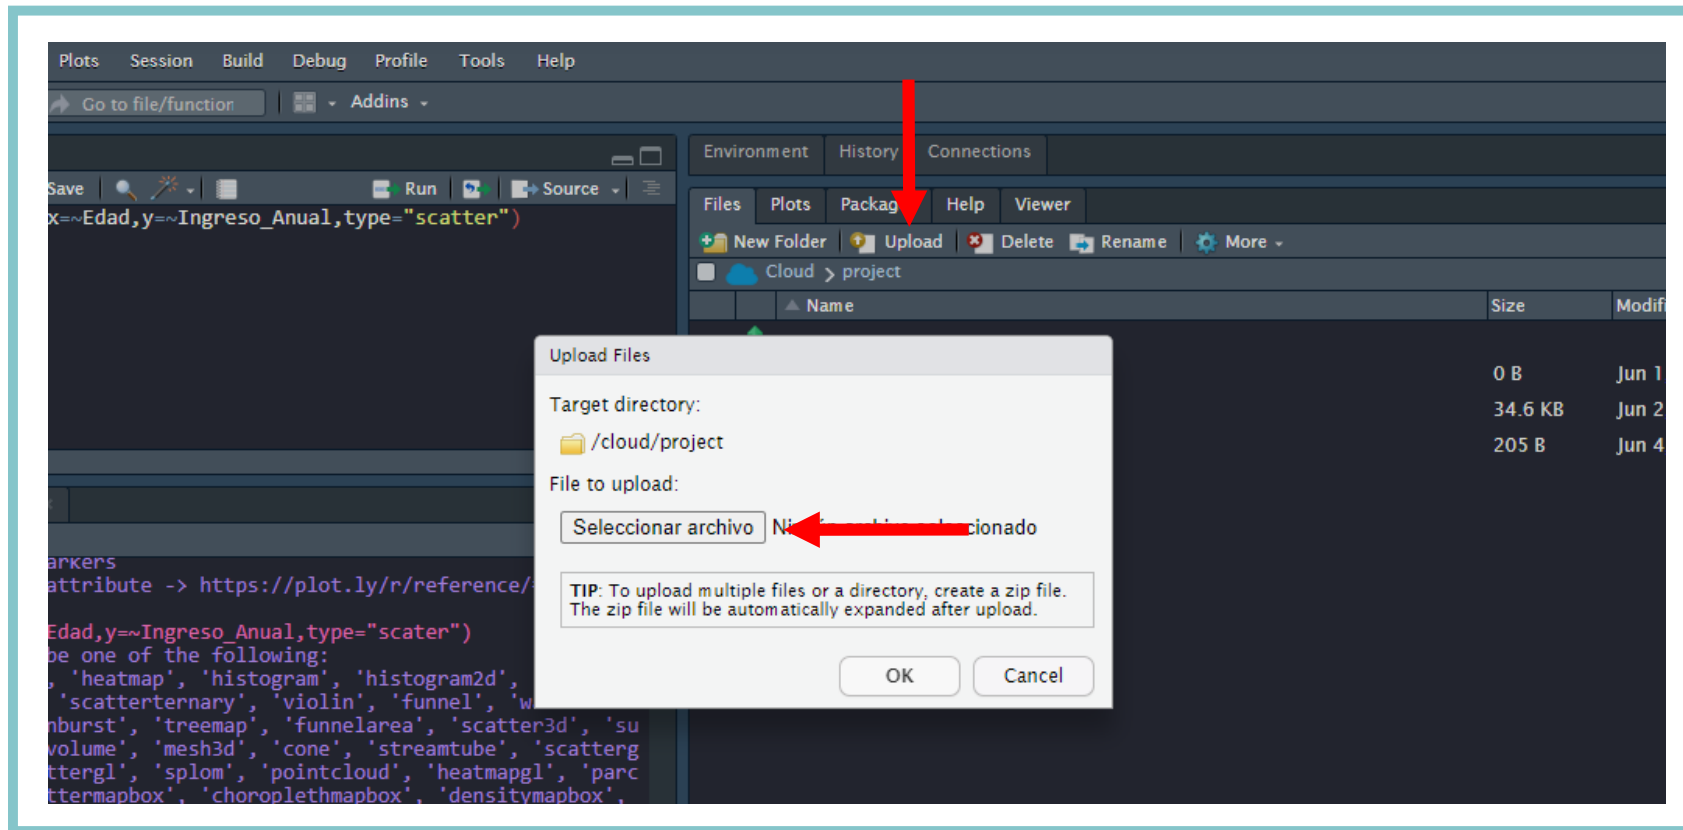 Plots Session Build Debug Profile Tools Help
Go to file/function Addins
Environment History Connections
Save Run Source
x=~Edad,y=~Ingreso_Anual,type="scatter")
Files Plots Help Viewer
New Folder Upload Delete Rename More
Cloud project
Name Size
0 B Jun 1
34.6 KB Jun 2
205 B Jun 4
Upload Files
Target directory:
/cloud/project
File to upload:
Seleccionar archivo
TIP: To upload multiple files or a directory, create a zip file.
The zip file will be automatically expanded after upload.
OK Cancel
arkers
attribute -> https://plot.ly/r/reference/
Edad,y=~Ingreso_Anual,type="scater")
be one of the following:
, 'heatmap', 'histogram', 'histogram2d',
'scatterternary', 'violin', 'funnel', 'w
nburst', 'treemap', 'funnelarea', 'scatter3d', 'su
volume', 'mesh3d', 'cone', 'streamtube', 'scatterg
ttergl', 'splom', 'pointcloud', 'heatmapgl', 'parc
ttermapbox', 'choroplethmapbox', 'densitymapbox',